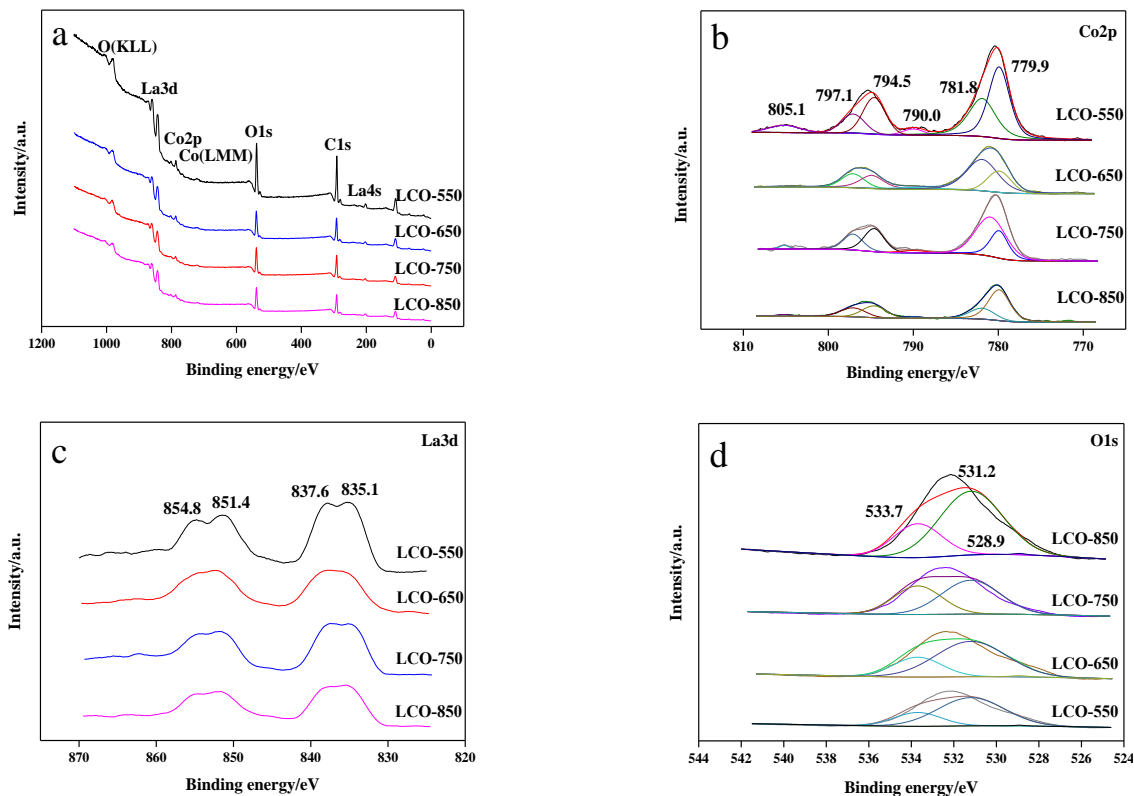 a
O(KLL)
La3d
Co2p
Co(LMM)
O1s
C1s
La4s
LCO-550
LCO-650
LCO-750
LCO-850
Intensity/a.u.
1200 1000 800 600 400 200 0
Binding energy/eV
b
Co2p
805.1
797.1
794.5
790.0
781.8
779.9
LCO-550
LCO-650
LCO-750
LCO-850
Intensity/a.u.
810 800 790 780 770
Binding energy/eV
c
La3d
854.8
851.4
837.6
835.1
LCO-550
LCO-650
LCO-750
LCO-850
Intensity/a.u.
870 860 850 840 830 820
Binding energy/eV
d
O1s
533.7
531.2
528.9
LCO-850
LCO-750
LCO-650
LCO-550
Intensity/a.u.
544 542 540 538 536 534 532 530 528 526 524
Binding energy/eV